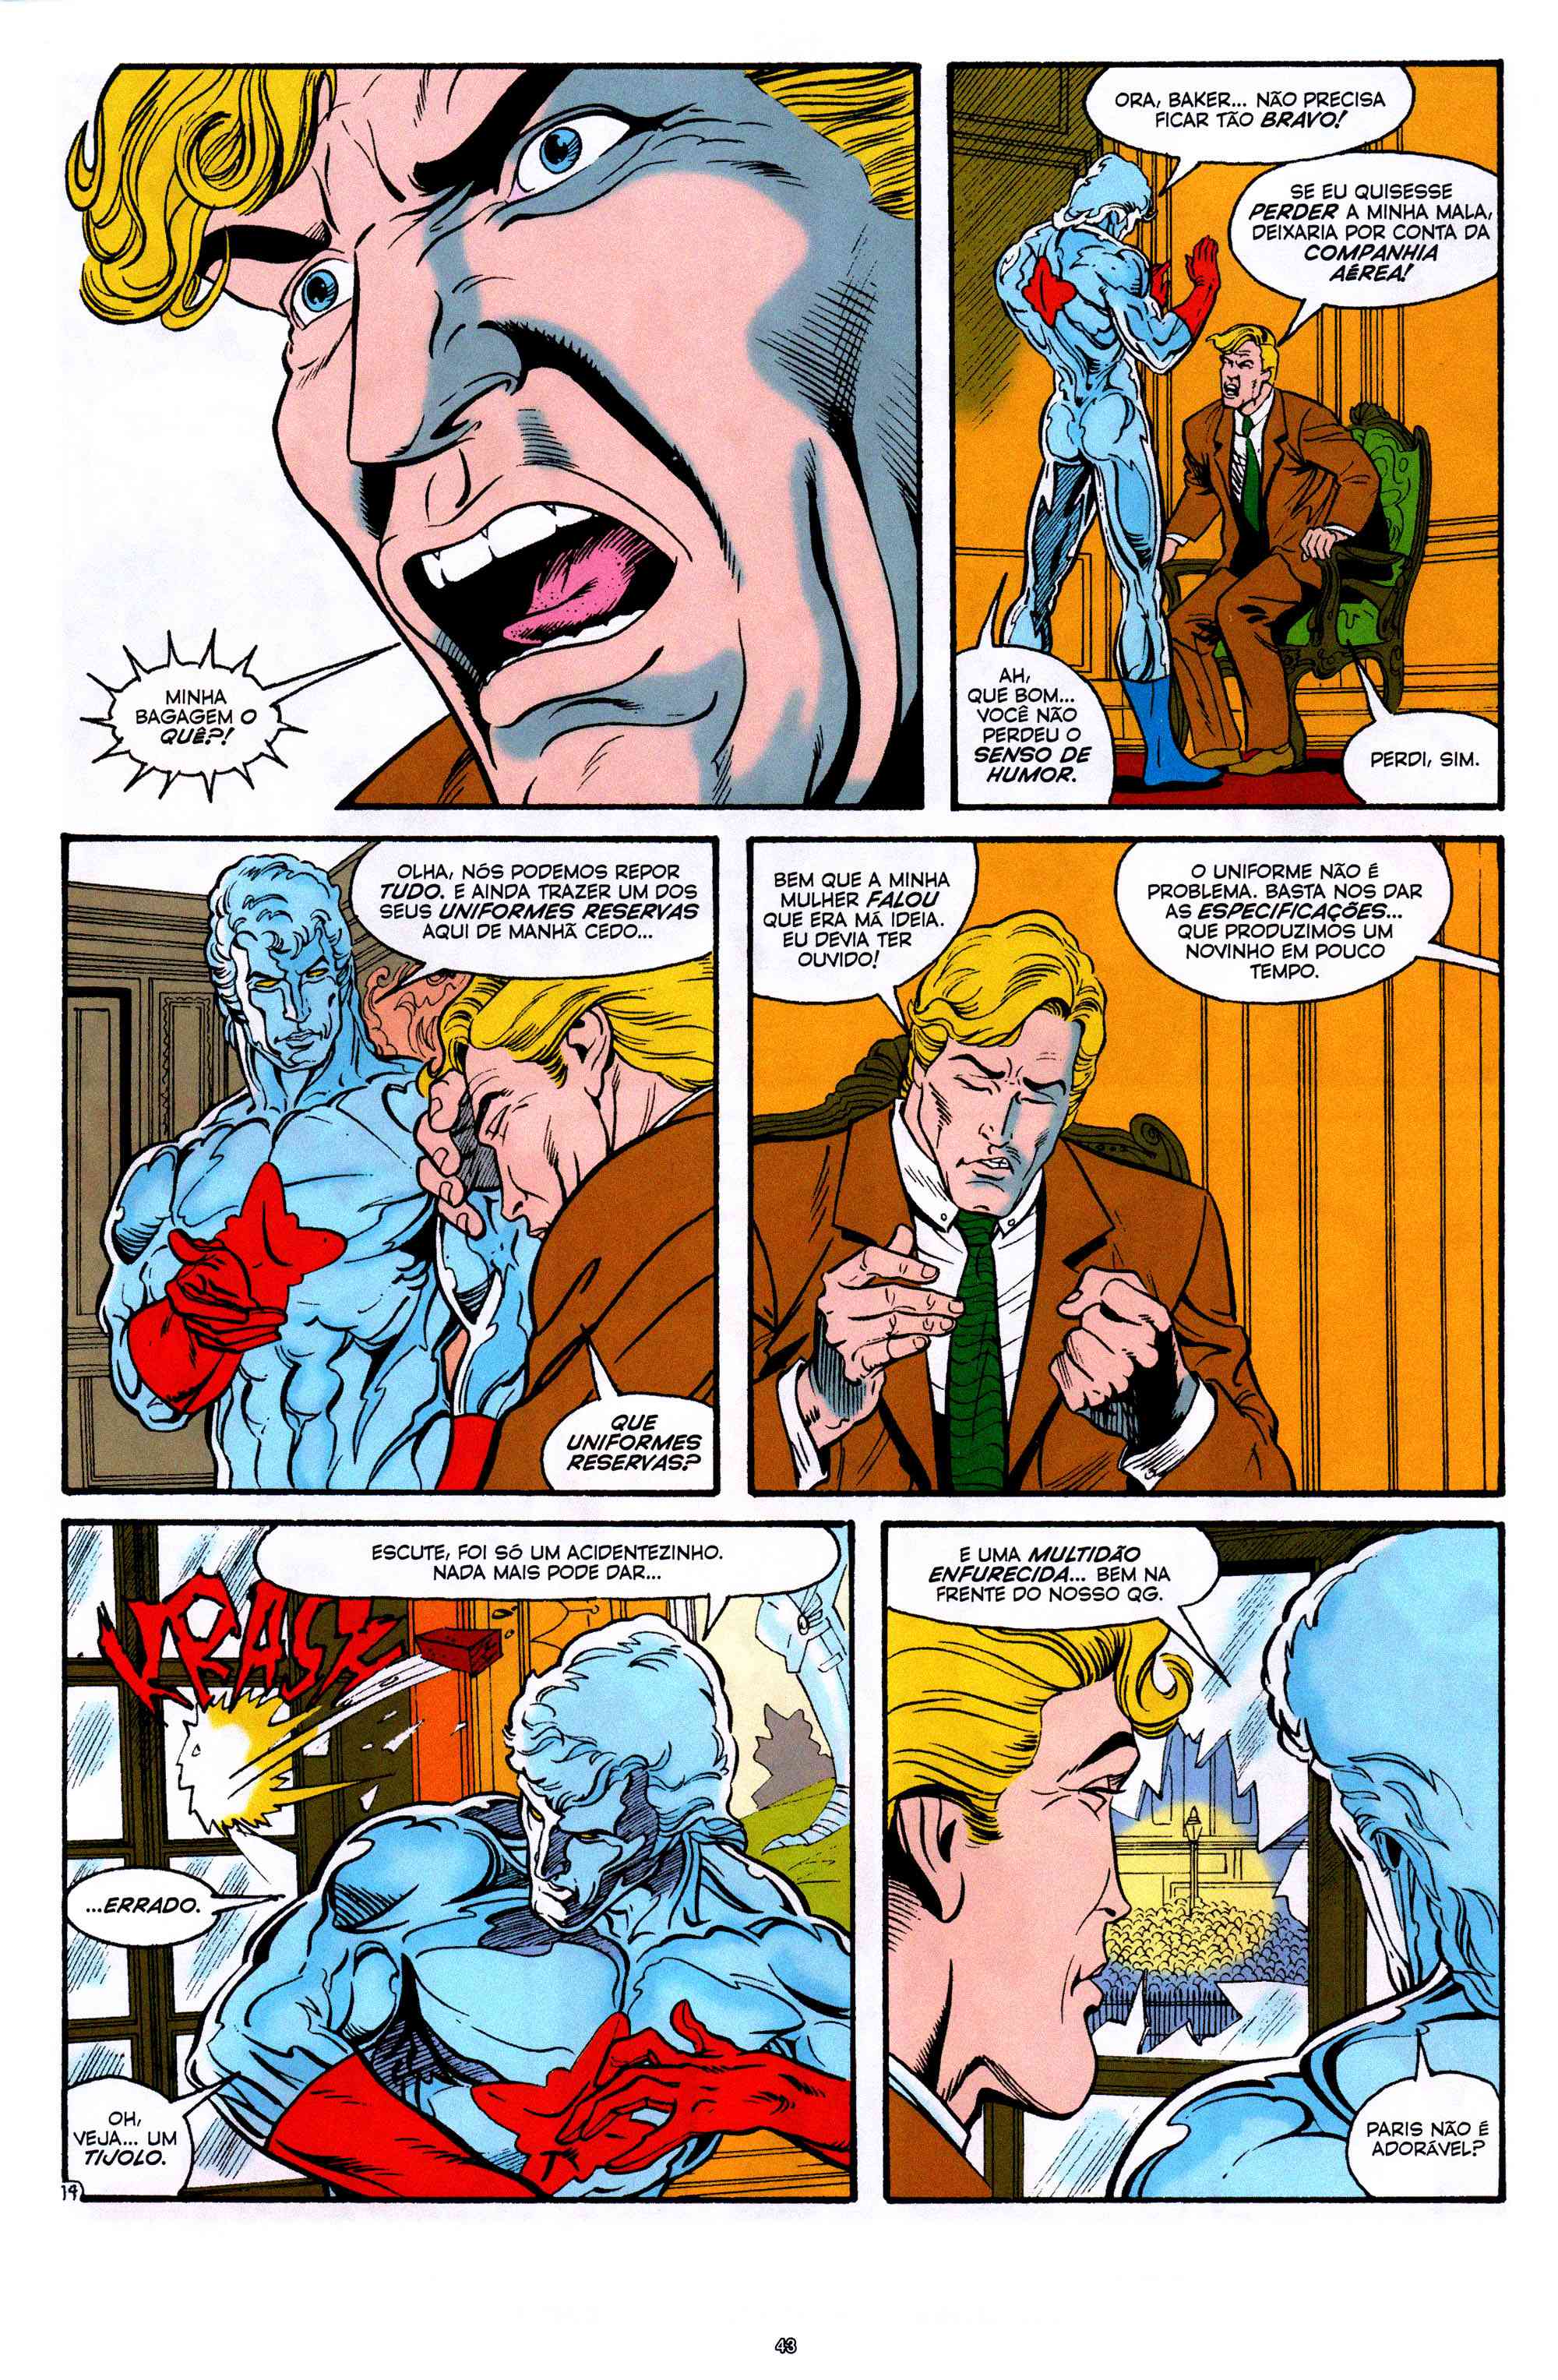 MINHA
BAGAGEM O
QUÊ?!
ORA, BAKER... NÃO PRECISA
FICAR TÃO BRAVO!
SE EU QUISESSE
PERDER A MINHA MALA,
DEIXARIA POR CONTA DA
COMPANHIA
AÉREA!
AH,
QUE BOM...
VOCÊ NÃO
PERDEU O
SENSO DE
HUMOR.
PERDI, SIM.
OLHA, NÓS PODEMOS REPOR
TUDO. E AINDA TRAZER UM DOS
SEUS UNIFORMES RESERVAS
AQUI DE MANHÃ CEDO...
QUE
UNIFORMES
RESERVAS?
BEM QUE A MINHA
MULHER FALOU
QUE ERA MÁ IDEIA.
EU DEVIA TER
OUVIDO!
O UNIFORME NÃO É
PROBLEMA. BASTA NOS DAR
AS ESPECIFICAÇÕES...
QUE PRODUZIMOS UM
NOVINHO EM POUCO
TEMPO.
ESCUTE, FOI SÓ UM ACIDENTEZINHO.
NADA MAIS PODE DAR...
KRASK
...ERRADO.
OH,
VEJA... UM
TIJOLO.
14
E UMA MULTIDÃO
ENFURECIDA... BEM NA
FRENTE DO NOSSO QG.
PARIS NÃO É
ADORÁVEL?
43